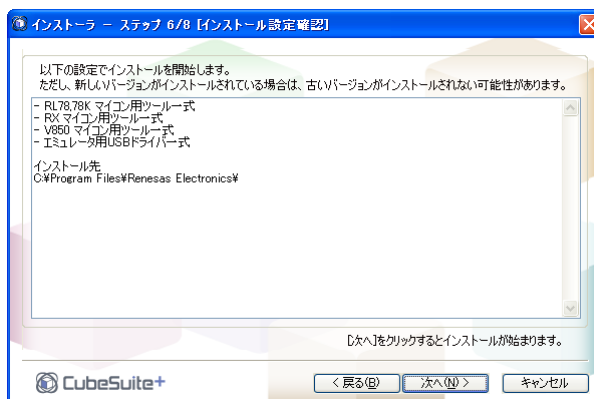 インストーラ － ステップ 6/8 [インストール設定確認]
以下の設定でインストールを開始します。
ただし、新しいバージョンがインストールされている場合は、古いバージョンがインストールされない可能性があります。
- RL78,78K マイコン用ツール一式
- RX マイコン用ツール一式
- V850 マイコン用ツール一式
- エミュレータ用USBドライバ一式
インストール先
C:¥Program Files¥Renesas Electronics¥
[次へ]をクリックするとインストールが始まります。
CubeSuite+
< 戻る(B)
次へ(N) >
キャンセル